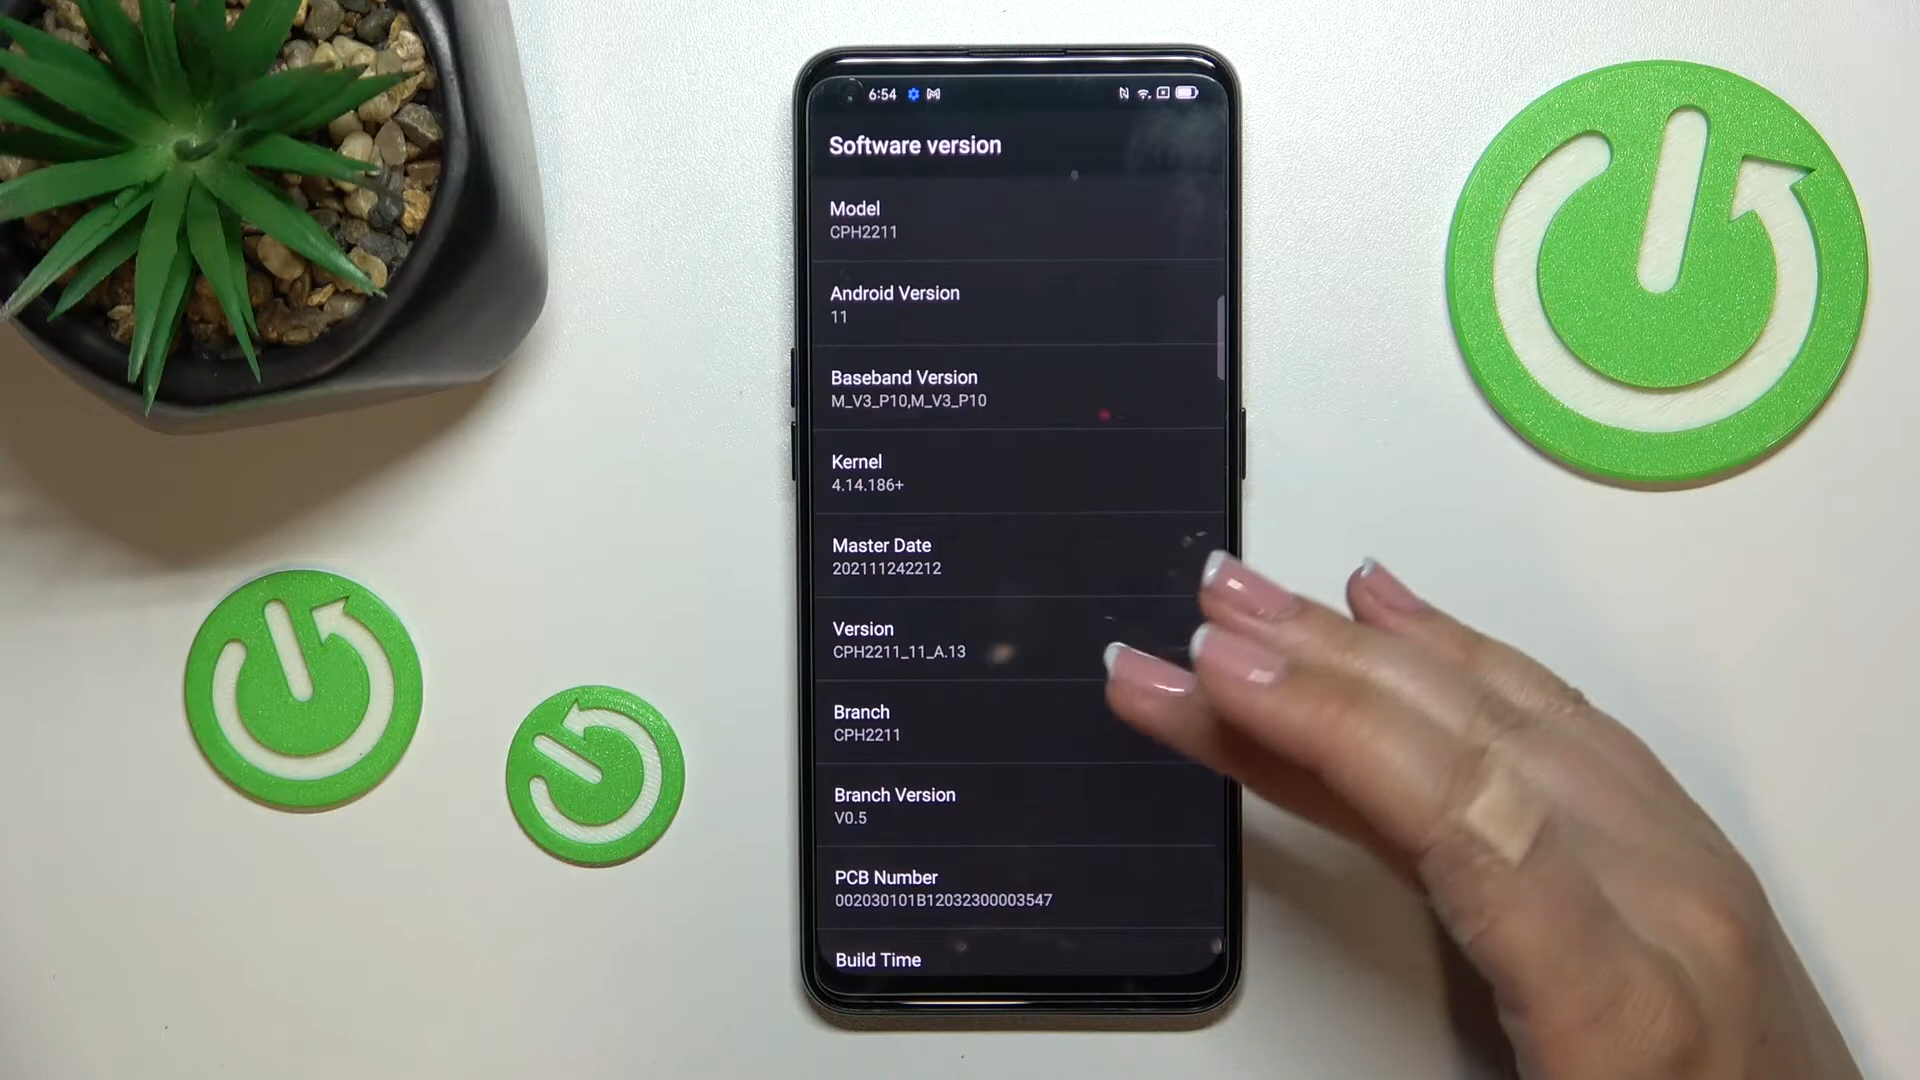 6:54
Software version
Model
CPH2211
Android Version
11
Baseband Version
M_V3_P10,M_V3_P10
Kernel
4.14.186+
Master Date
202111242212
Version
CPH2211_11_A.13
Branch
CPH2211
Branch Version
V0.5
PCB Number
002030101B12032300003547
Build Time